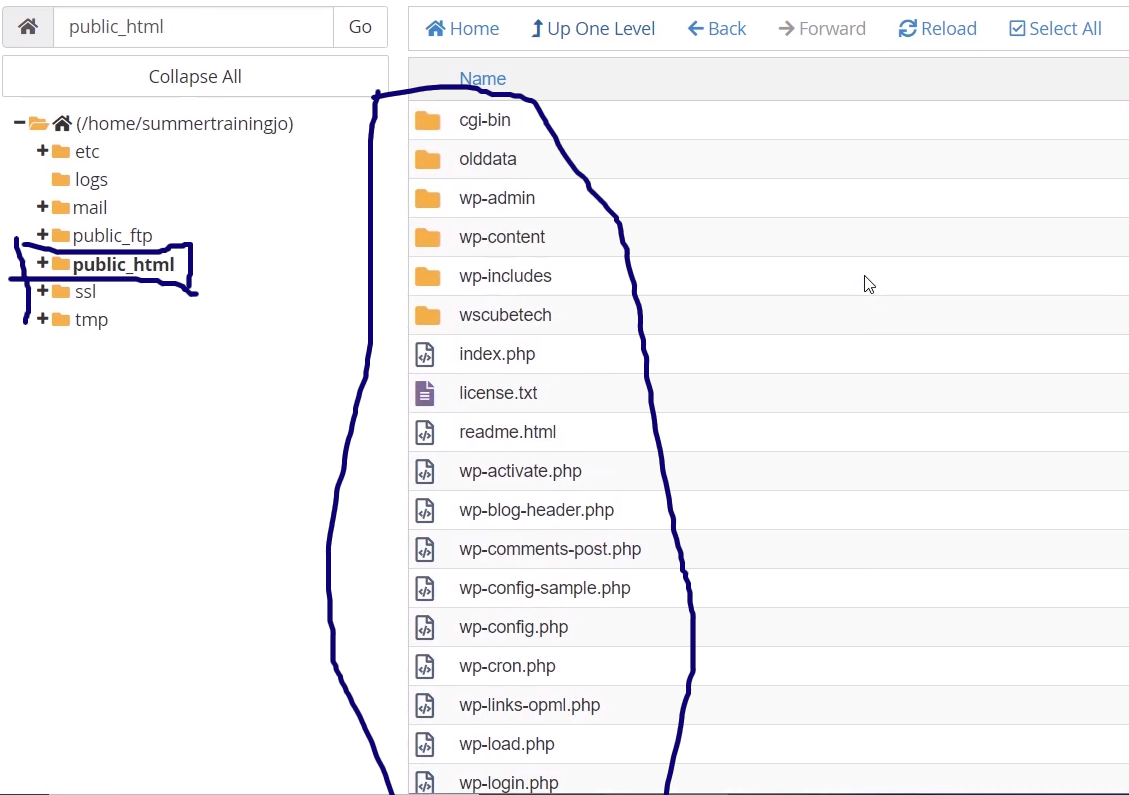 public_html Go
Collapse All
(/home/summertrainingjo)
etc
logs
mail
public_ftp
public_html
ssl
tmp
Home Up One Level Back Forward Reload Select All
Name
cgi-bin
olddata
wp-admin
wp-content
wp-includes
wscubetech
index.php
license.txt
readme.html
wp-activate.php
wp-blog-header.php
wp-comments-post.php
wp-config-sample.php
wp-config.php
wp-cron.php
wp-links-opml.php
wp-load.php
wp-login.php